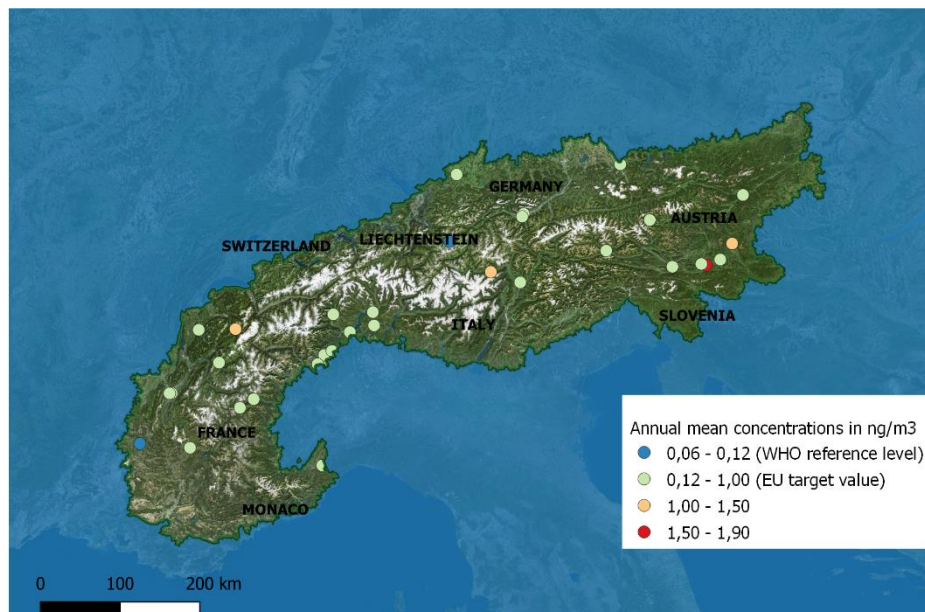 GERMANY
AUSTRIA
LIECHTENSTEIN
SWITZERLAND
SLOVENIA
ITALY
FRANCE
MONACO
Annual mean concentrations in ng/m3
0,06 - 0,12 (WHO reference level)
0,12 - 1,00 (EU target value)
1,00 - 1,50
1,50 - 1,90
0 100 200 km